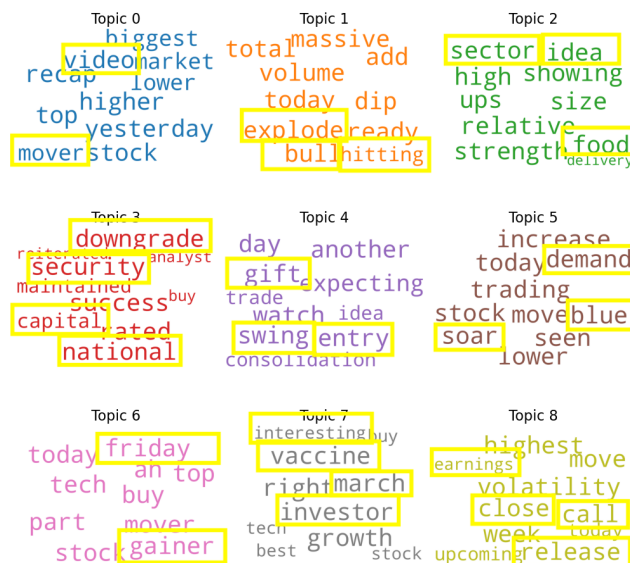 Topic 0
biggest
video market
recap lower
higher
top
yesterday
mover stock
Topic 1
massive
total add
volume
today dip
explode ready
bull hitting
Topic 2
sector idea
high showing
ups size
relative
strength food
delivery
Topic 3
downgrade
reiterated analyst
security
maintained
success buy
capital rated
national
Topic 4
day another
gift expecting
trade
watch idea
swing entry
consolidation
Topic 5
increase
today demand
trading
stock move blue
soar seen
lower
Topic 6
today friday
an top
tech buy
part mover
stock gainer
Topic 7
interesting buy
vaccine
right march
investor
tech growth
best stock
Topic 8
highest
earnings move
volatility
close call
week today
upcoming release